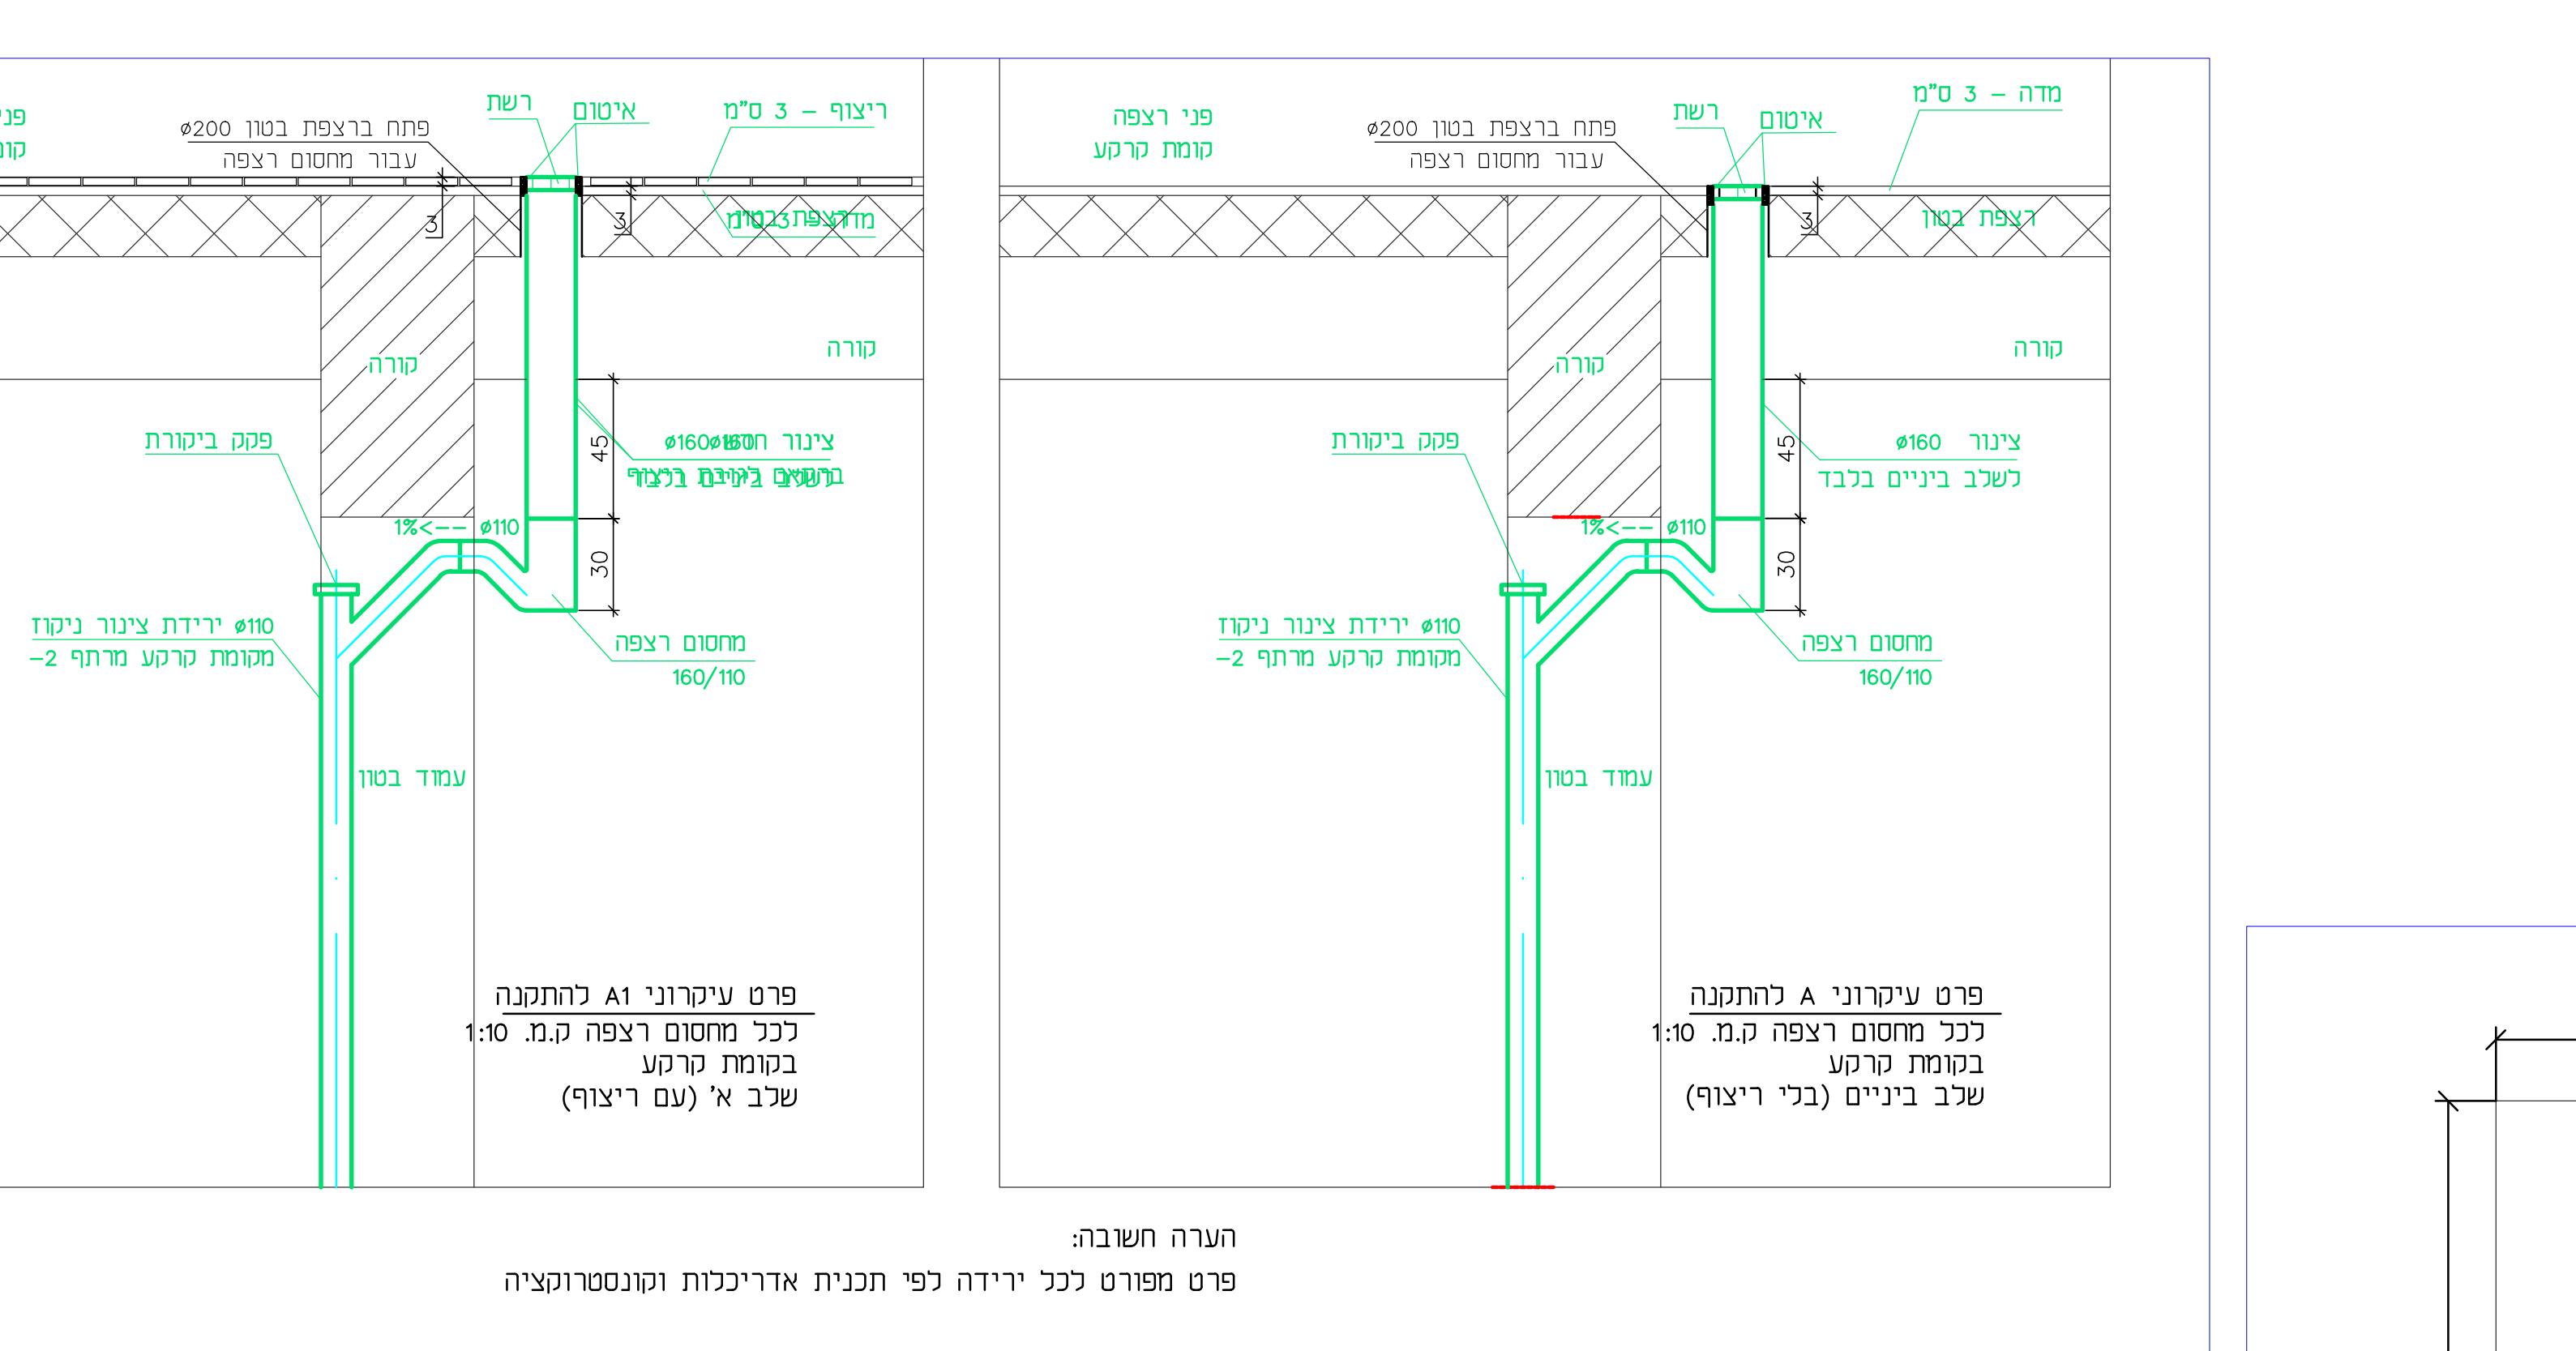 פני רצפה
קומת קרקע
פתח ברצפת בטון ø200
עבור מחסום רצפה
רשת
איטום
מדה - 3 ס"מ
3
רצפת בטון
קורה
קורה
45
צינור ø160
לשלב ביניים בלבד
פקק ביקורת
1%<-- ø110
30
ø110 ירידת צינור ניקוז
מקומת קרקע מרתף 2-
מחסום רצפה
160/110
עמוד בטון
פרט עיקרוני A להתקנה
לכל מחסום רצפה ק.מ. 1:10
בקומת קרקע
שלב ביניים (בלי ריצוף)
פתח ברצפת בטון ø200
עבור מחסום רצפה
רשת
איטום
ריצוף - 3 ס"מ
3
3
קורה
קורה
45
פקק ביקורת
1%<-- ø110
30
ø110 ירידת צינור ניקוז
מקומת קרקע מרתף 2-
מחסום רצפה
160/110
עמוד בטון
פרט עיקרוני A1 להתקנה
לכל מחסום רצפה ק.מ. 1:10
בקומת קרקע
שלב א' (עם ריצוף)
הערה חשובה:
פרט מפורט לכל ירידה לפי תכנית אדריכלות וקונסטרוקציה